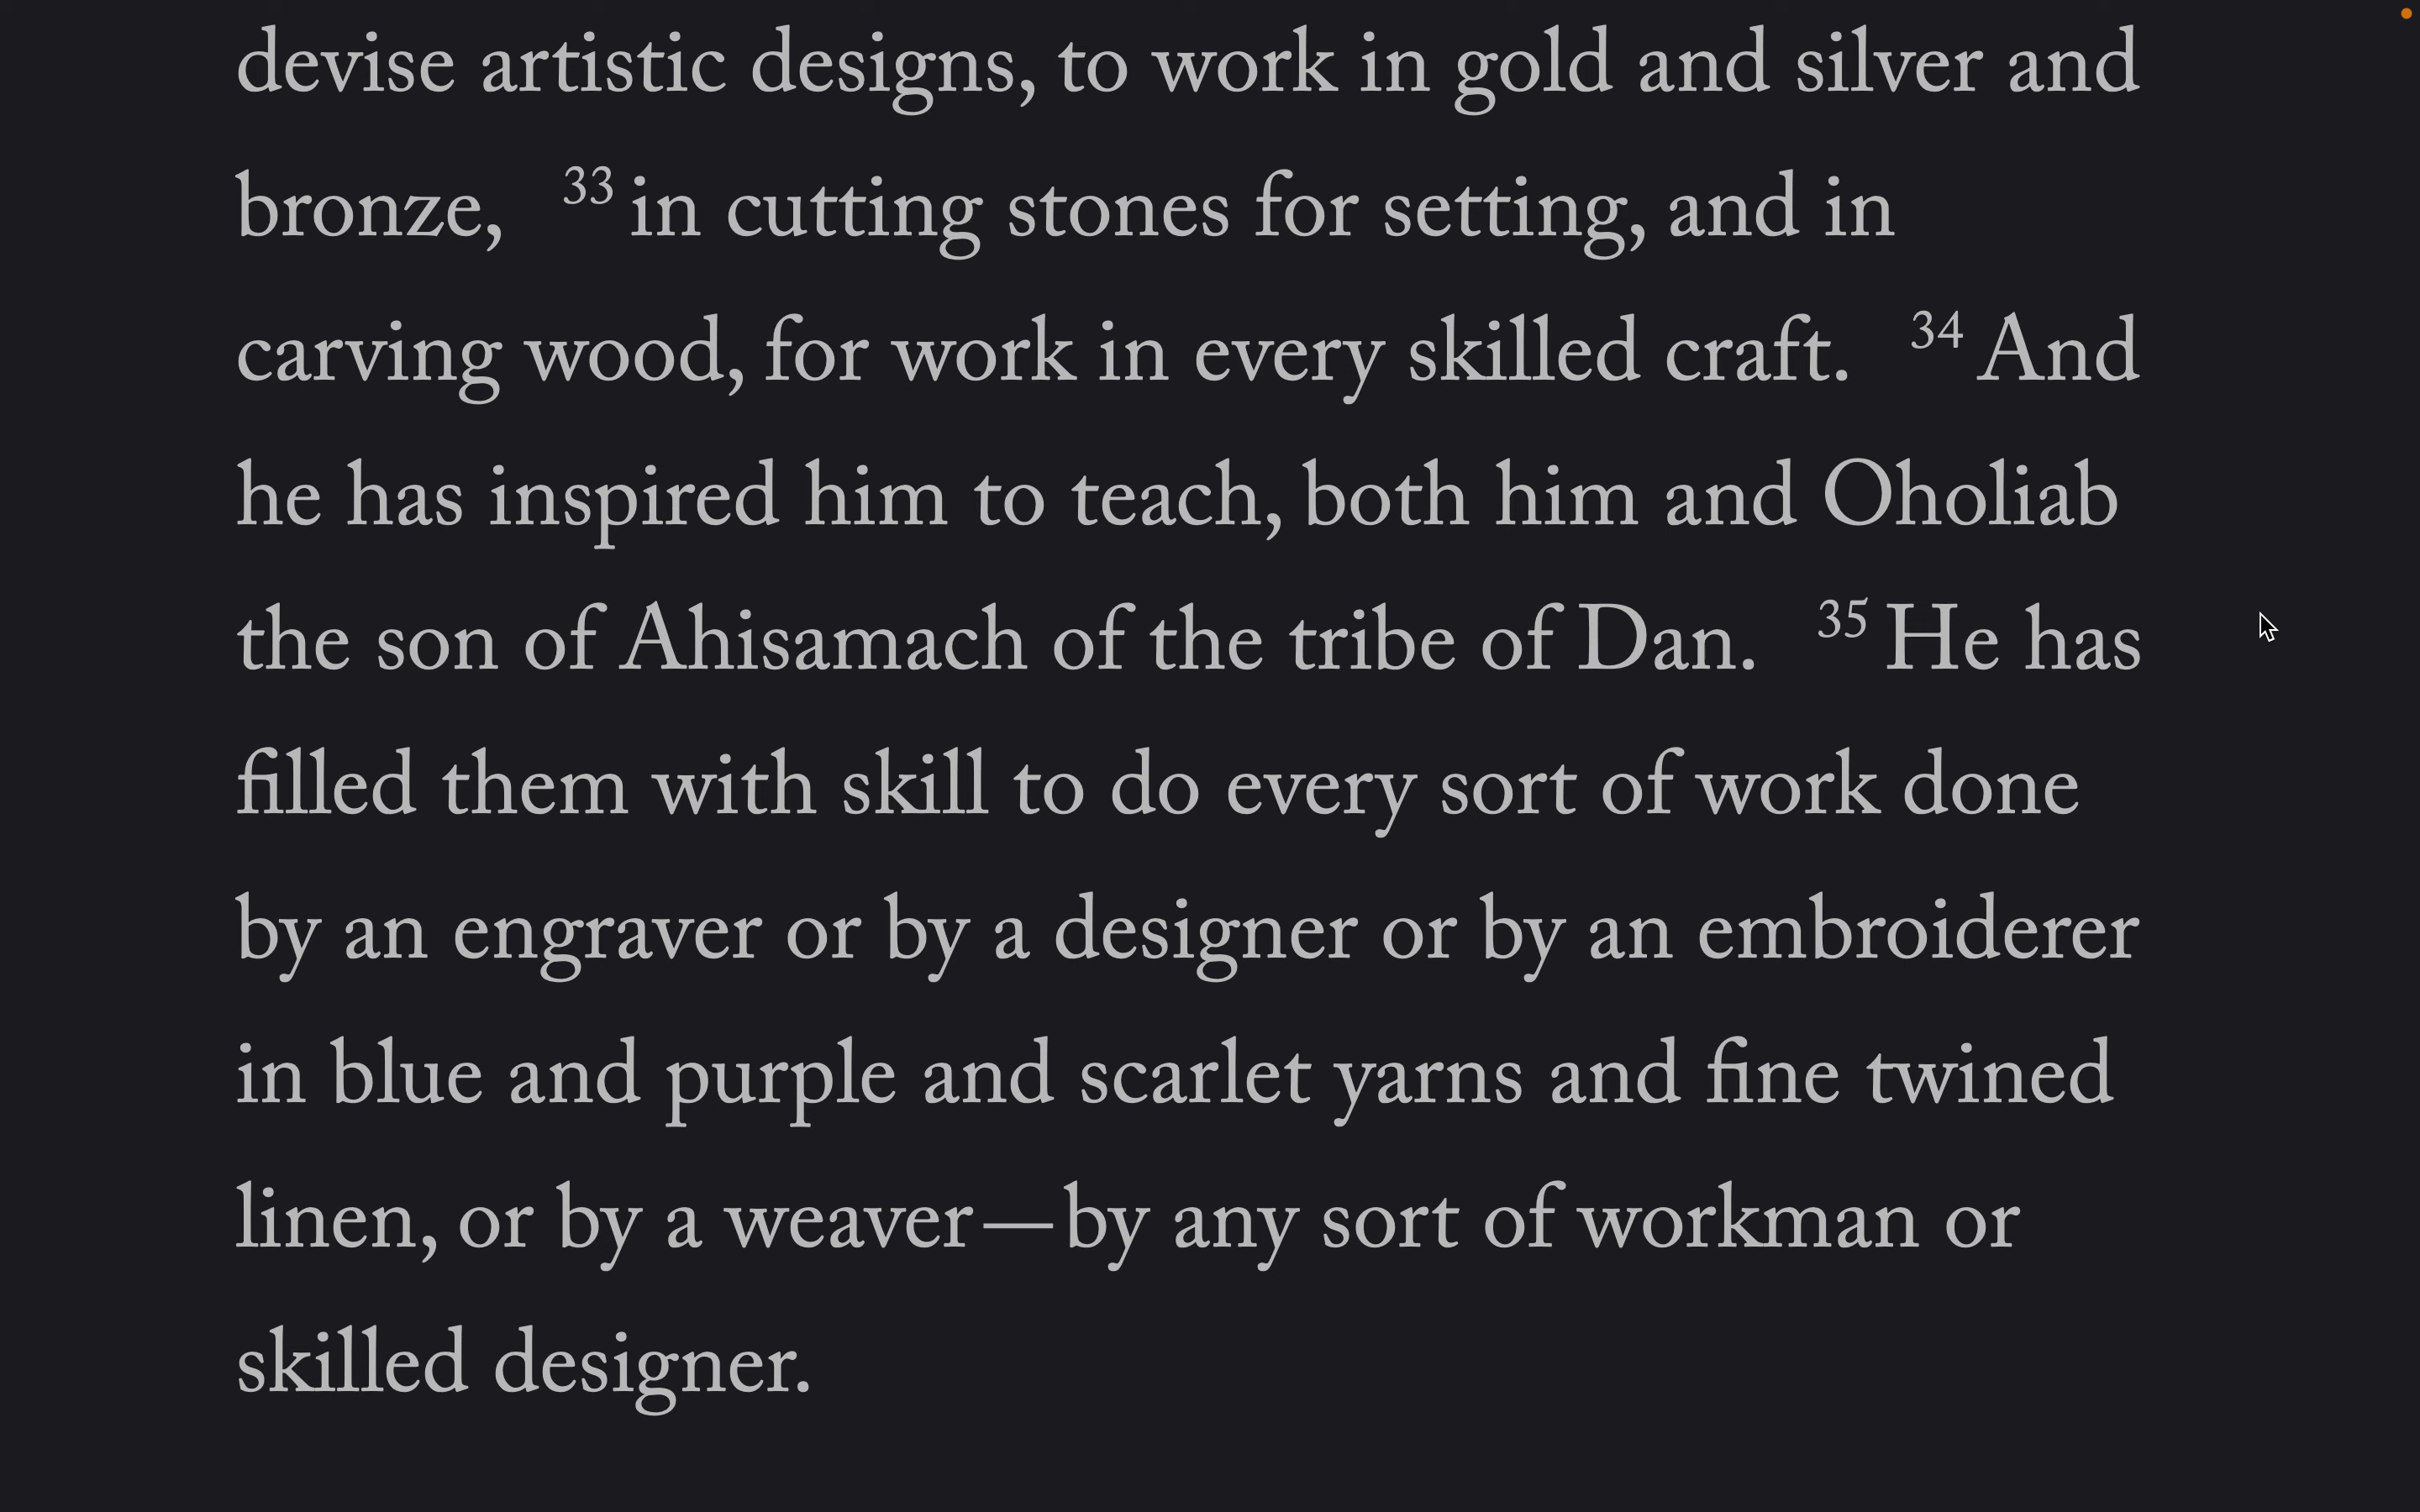 devise artistic designs, to work in gold and silver and
bronze, 33 in cutting stones for setting, and in
carving wood, for work in every skilled craft. 34 And
he has inspired him to teach, both him and Oholiab
the son of Ahisamach of the tribe of Dan. 35 He has
filled them with skill to do every sort of work done
by an engraver or by a designer or by an embroiderer
in blue and purple and scarlet yarns and fine twined
linen, or by a weaver—by any sort of workman or
skilled designer.